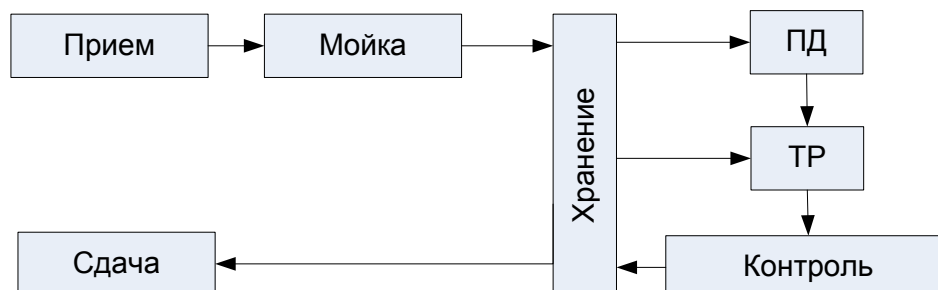 Прием
Мойка
Хранение
ПД
ТР
Сдача
Контроль